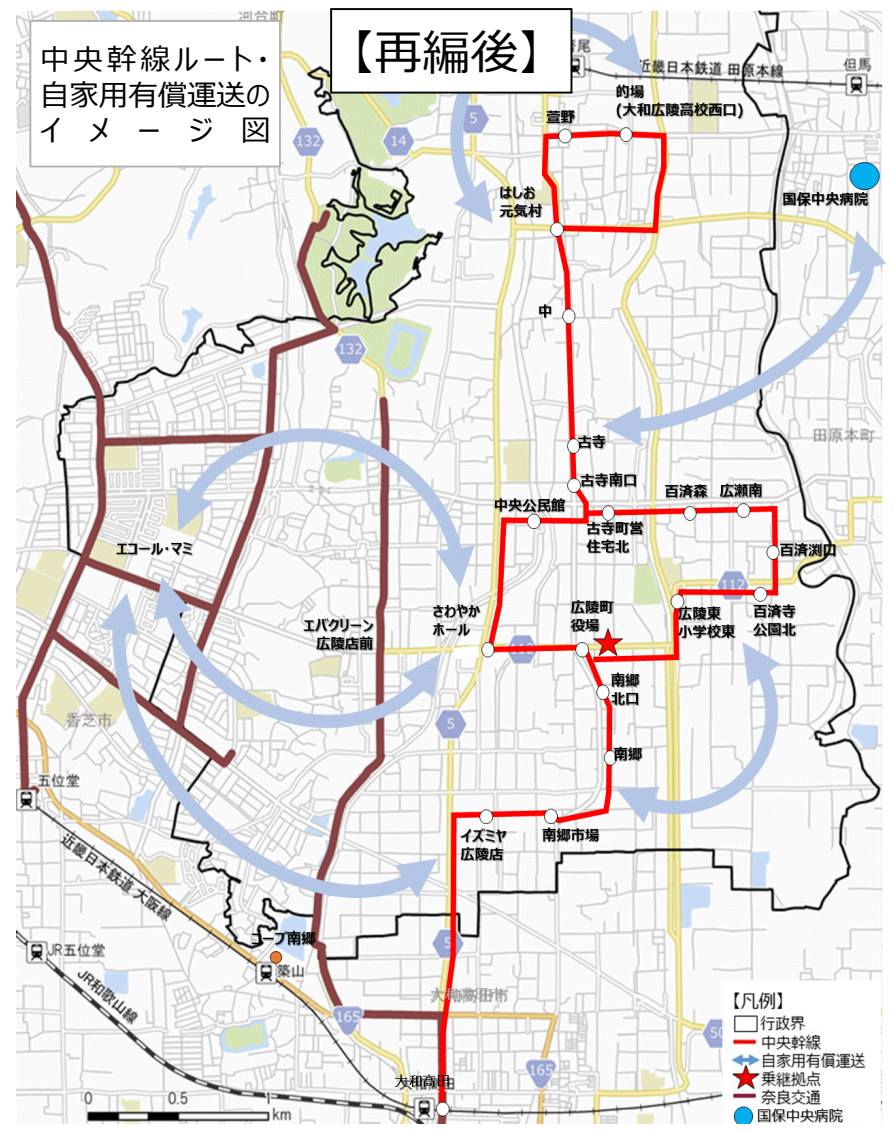 河合町
中央幹線ルート・
自家用有償運送の
イメージ図
【再編後】
近畿日本鉄道 田原本線
但馬
的場
(大和広陵高校西口)
萱野
5
132
14
国保中央病院
はしお
元気村
中
132
古寺
田原本町
古寺南口
百済森
広瀬南
中央公民館
古寺町営
住宅北
百済渕口
エコール・マミ
112
さわやか
ホール
広陵町
役場
広陵東
小学校東
百済寺
公園北
エバグリーン
広陵店前
南郷
北口
香芝市
5
南郷
五位堂
イズミヤ
広陵店
南郷市場
近畿日本鉄道 大阪線
コープ南郷
5
JR五位堂
築山
JR和歌山線
大和高田市
165
50
165
大和高田
0
0.5
1
km
【凡例】
行政界
中央幹線
自家用有償運送
乗継拠点
奈良交通
国保中央病院